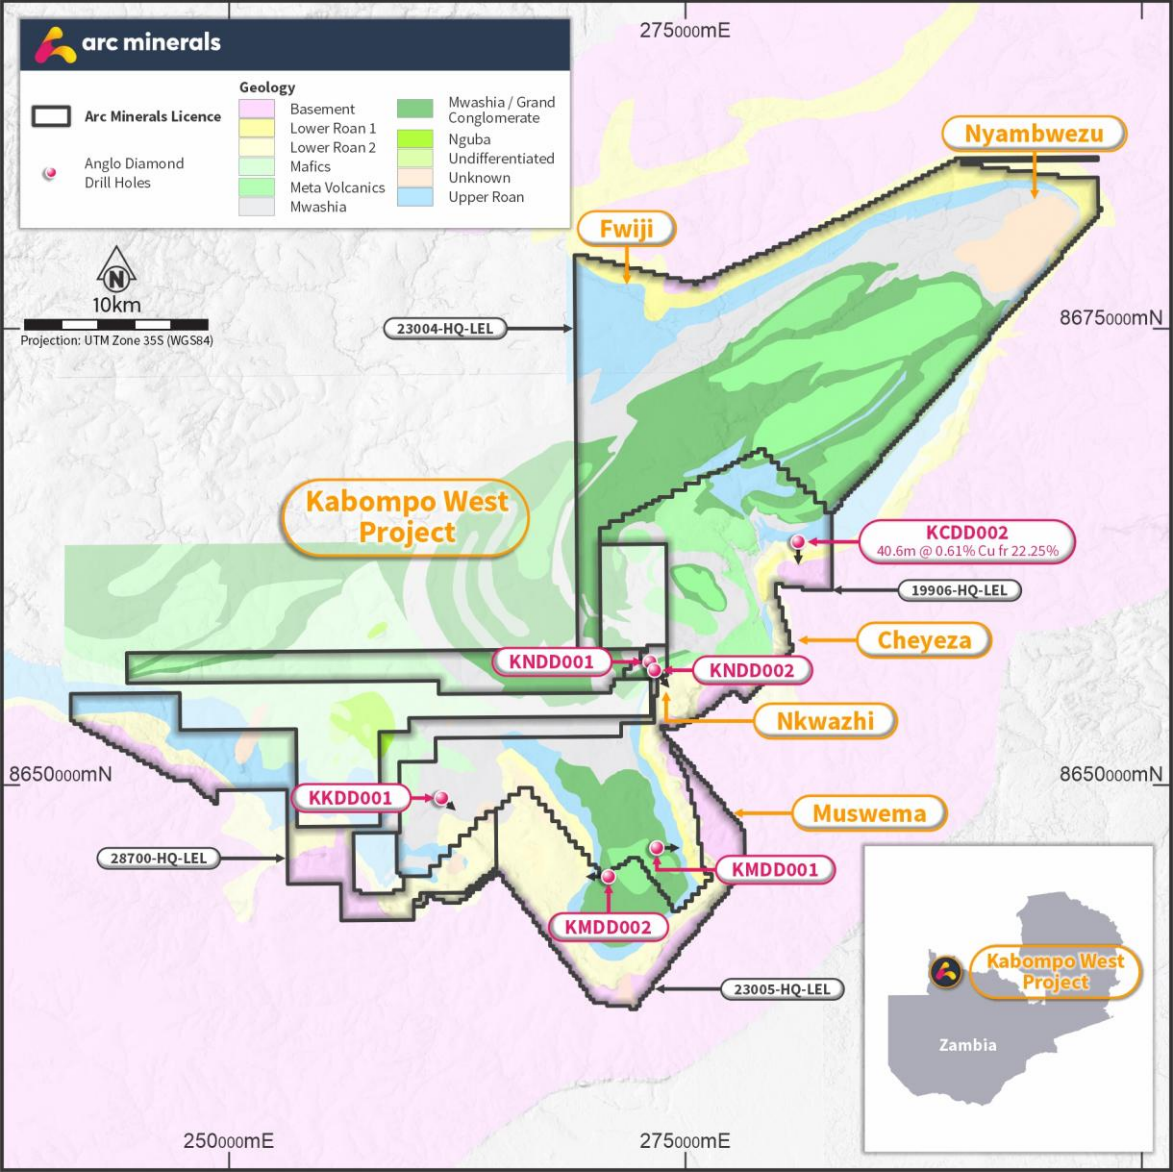 arc minerals
275000mE
Geology
Arc Minerals Licence
Anglo Diamond
Drill Holes
Basement
Lower Roan 1
Lower Roan 2
Mafics
Meta Volcanics
Mwashia
Mwashia / Grand
Conglomerate
Nguba
Undifferentiated
Unknown
Upper Roan
Nyambwezu
Fwiji
N
10km
Projection: UTM Zone 35S (WGS84)
23004-HQ-LEL
8675000mN
Kabompo West
Project
KCDD002
40.6m @ 0.61% Cu fr 22.25%
19906-HQ-LEL
Cheyeza
KNDD001
KNDD002
Nkwazhi
8650000mN
8650000mN
KKDD001
Muswema
28700-HQ-LEL
KMDD001
KMDD002
23005-HQ-LEL
Kabompo West
Project
Zambia
250000mE
275000mE